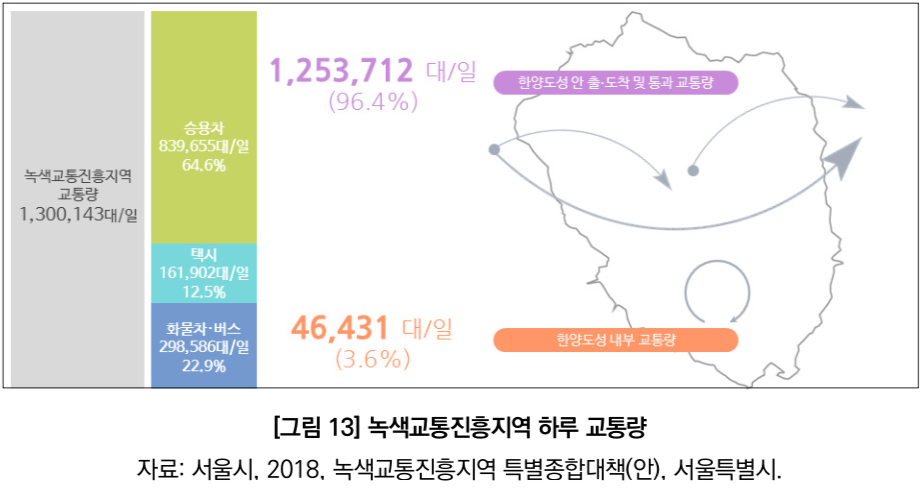 녹색교통진흥지역
교통량
1,300,143대/일
승용차
839,655대/일
64.6%
택시
161,902대/일
12.5%
화물차·버스
298,586대/일
22.9%
1,253,712 대/일
(96.4%)
한양도성 안 출·도착 및 통과 교통량
46,431 대/일
(3.6%)
한양도성 내부 교통량
[그림 13] 녹색교통진흥지역 하루 교통량
자료: 서울시, 2018, 녹색교통진흥지역 특별종합대책(안), 서울특별시.